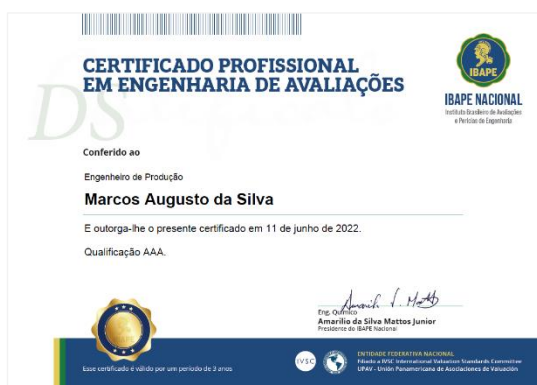 CERTIFICADO PROFISSIONAL
EM ENGENHARIA DE AVALIAÇÕES
IBAPE
IBAPE NACIONAL
Instituto Brasileiro de Avaliações
e Perícias de Engenharia
DS
Conferido ao
Engenheiro de Produção
Marcos Augusto da Silva
E outorga-lhe o presente certificado em 11 de junho de 2022.
Qualificação AAA.
Eng. Químico
Amarilio da Silva Mattos Junior
Presidente do IBAPE Nacional
Esse certificado é válido por um período de 3 anos
IVSC
ENTIDADE FEDERATIVA NACIONAL
Filiado a IVSC International Valuation Standards Committee
UPAV - Unión Panamericana de Asociaciones de Valuación